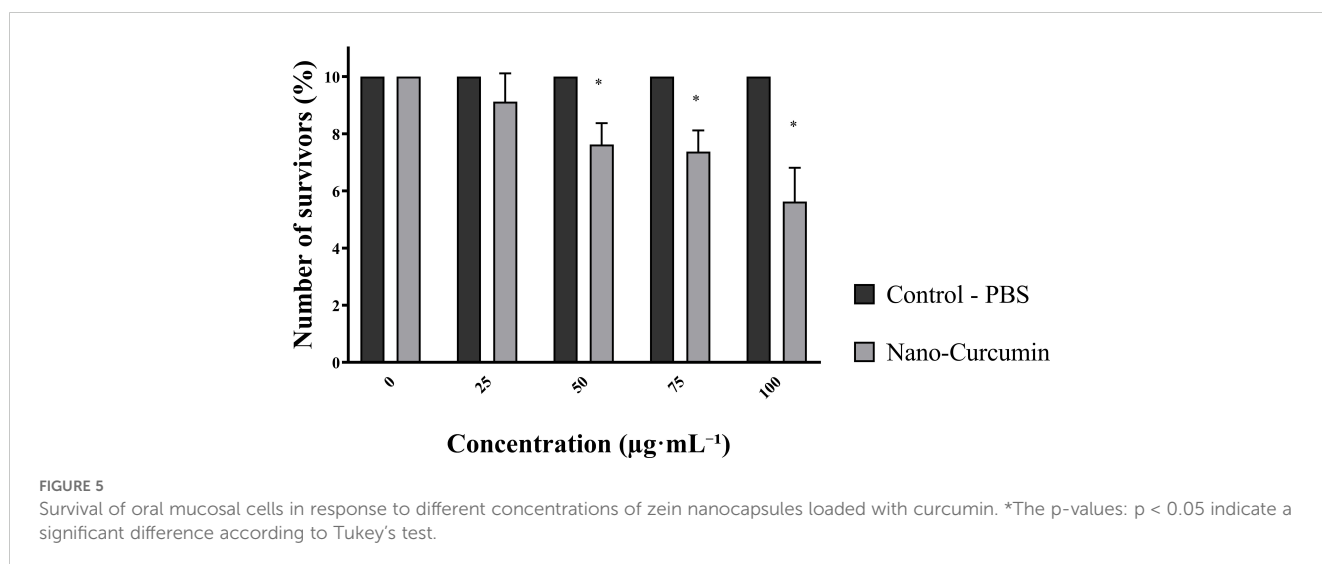 Number of survivors (%)
10
8
6
4
2
0
*
*
*
0
25
50
75
100
Concentration (µg·mL⁻¹)
Control - PBS
Nano-Curcumin
FIGURE 5
Survival of oral mucosal cells in response to different concentrations of zein nanocapsules loaded with curcumin. *The p-values: p < 0.05 indicate a
significant difference according to Tukey’s test.